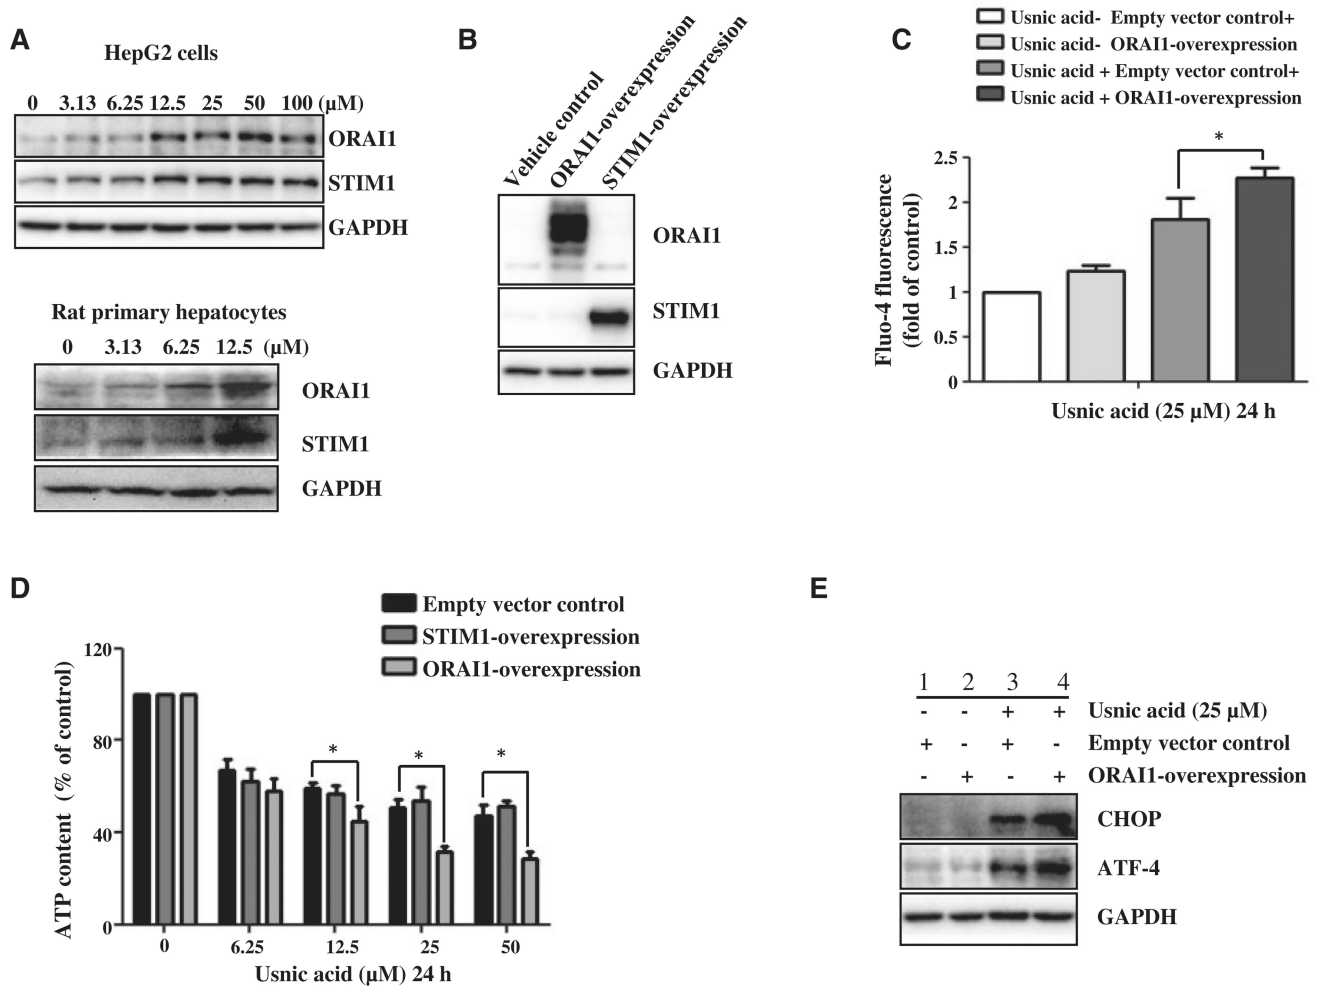 A
HepG2 cells
0 3.13 6.25 12.5 25 50 100 (µM)
ORAI1
STIM1
GAPDH
Rat primary hepatocytes
0 3.13 6.25 12.5 (µM)
ORAI1
STIM1
GAPDH
B
Vehicle control
ORAI1-overexpression
STIM1-overexpression
ORAI1
STIM1
GAPDH
C
Usnic acid- Empty vector control+
Usnic acid- ORAI1-overexpression
Usnic acid + Empty vector control+
Usnic acid + ORAI1-overexpression
*
Fluo-4 fluorescence
(fold of control)
2.5
2
1.5
1
0.5
0
Usnic acid (25 µM) 24 h
D
Empty vector control
STIM1-overexpression
ORAI1-overexpression
ATP content (% of control)
120
80
40
0
* * *
0 6.25 12.5 25 50
Usnic acid (µM) 24 h
E
1 2 3 4
- - + + Usnic acid (25 µM)
+ - + - Empty vector control
- + - + ORAI1-overexpression
CHOP
ATF-4
GAPDH